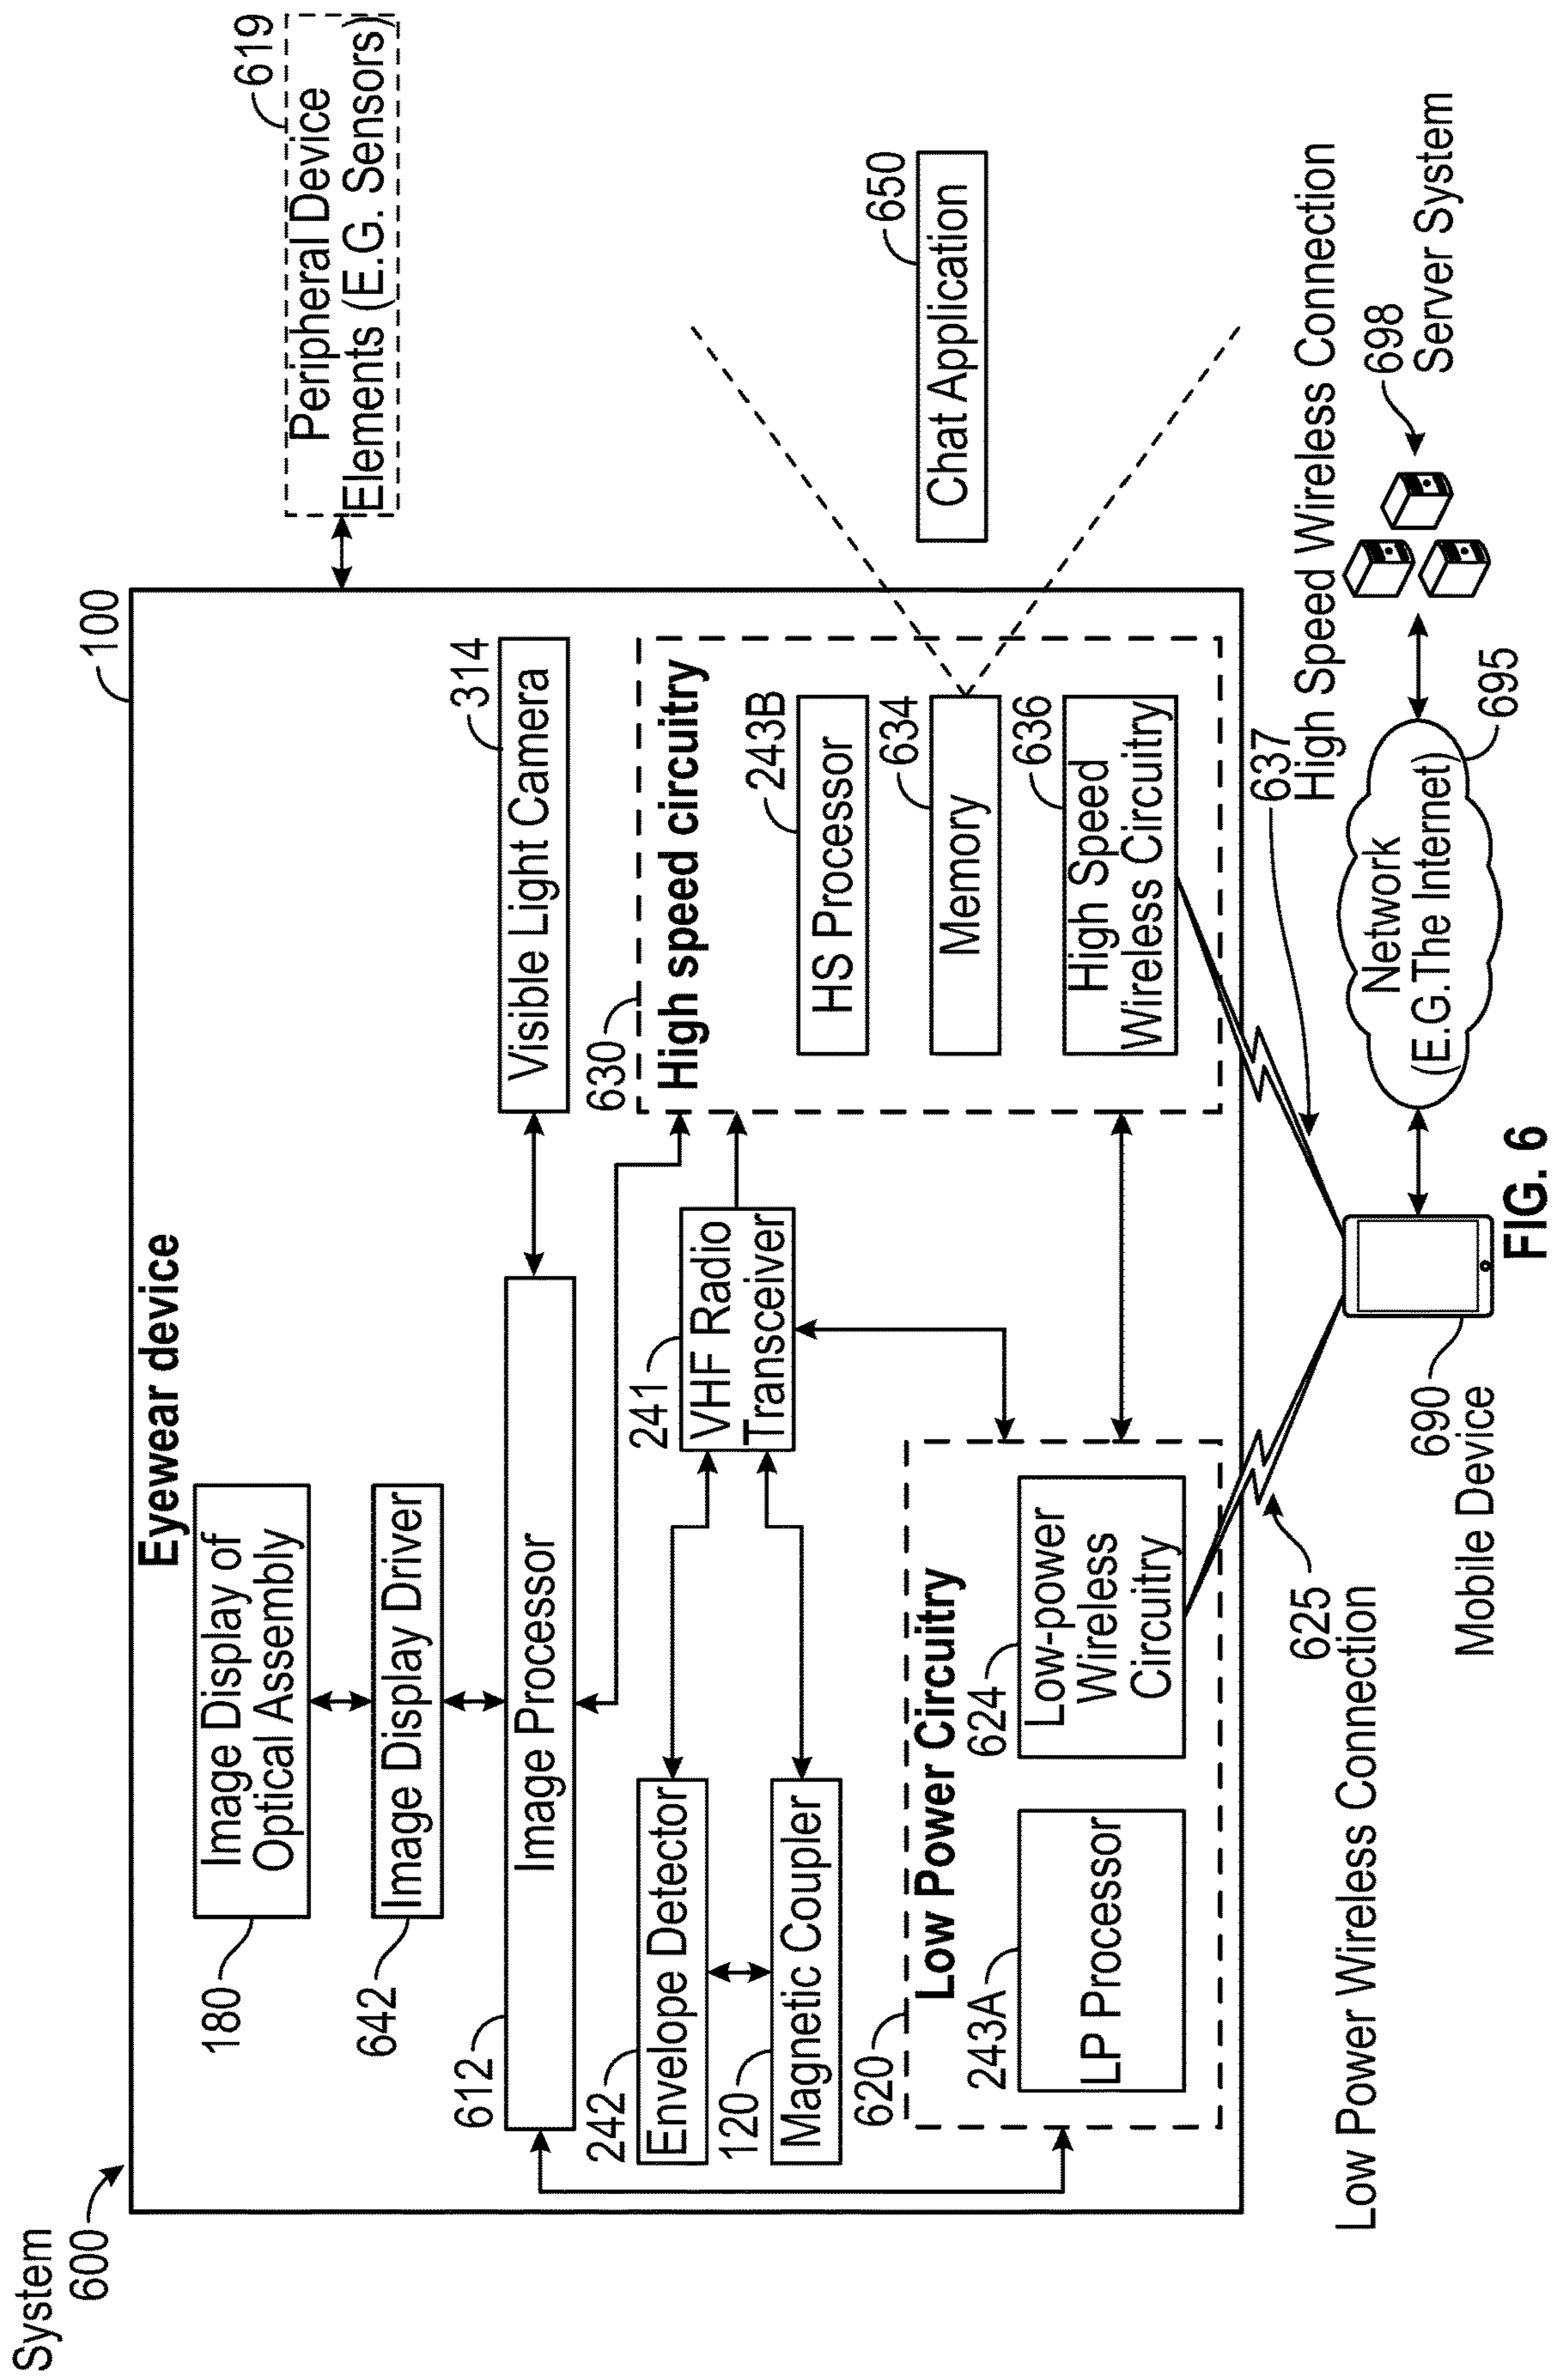 System
600
Eyewear device
100
Image Display of
Optical Assembly
180
Image Display Driver
642
Image Processor
612
Visible Light Camera
314
Peripheral Device
Elements (E.G. Sensors)
619
Envelope Detector
242
Magnetic Coupler
120
241
VHF Radio
Transceiver
630
High speed circuitry
HS Processor
243B
Memory
634
High Speed
Wireless Circuitry
636
Chat Application
650
620
Low Power Circuitry
243A
LP Processor
624
Low-power
Wireless
Circuitry
625
Low Power Wireless Connection
637
High Speed Wireless Connection
690
Mobile Device
Network
(E.G.The Internet)
695
698
Server System
FIG. 6